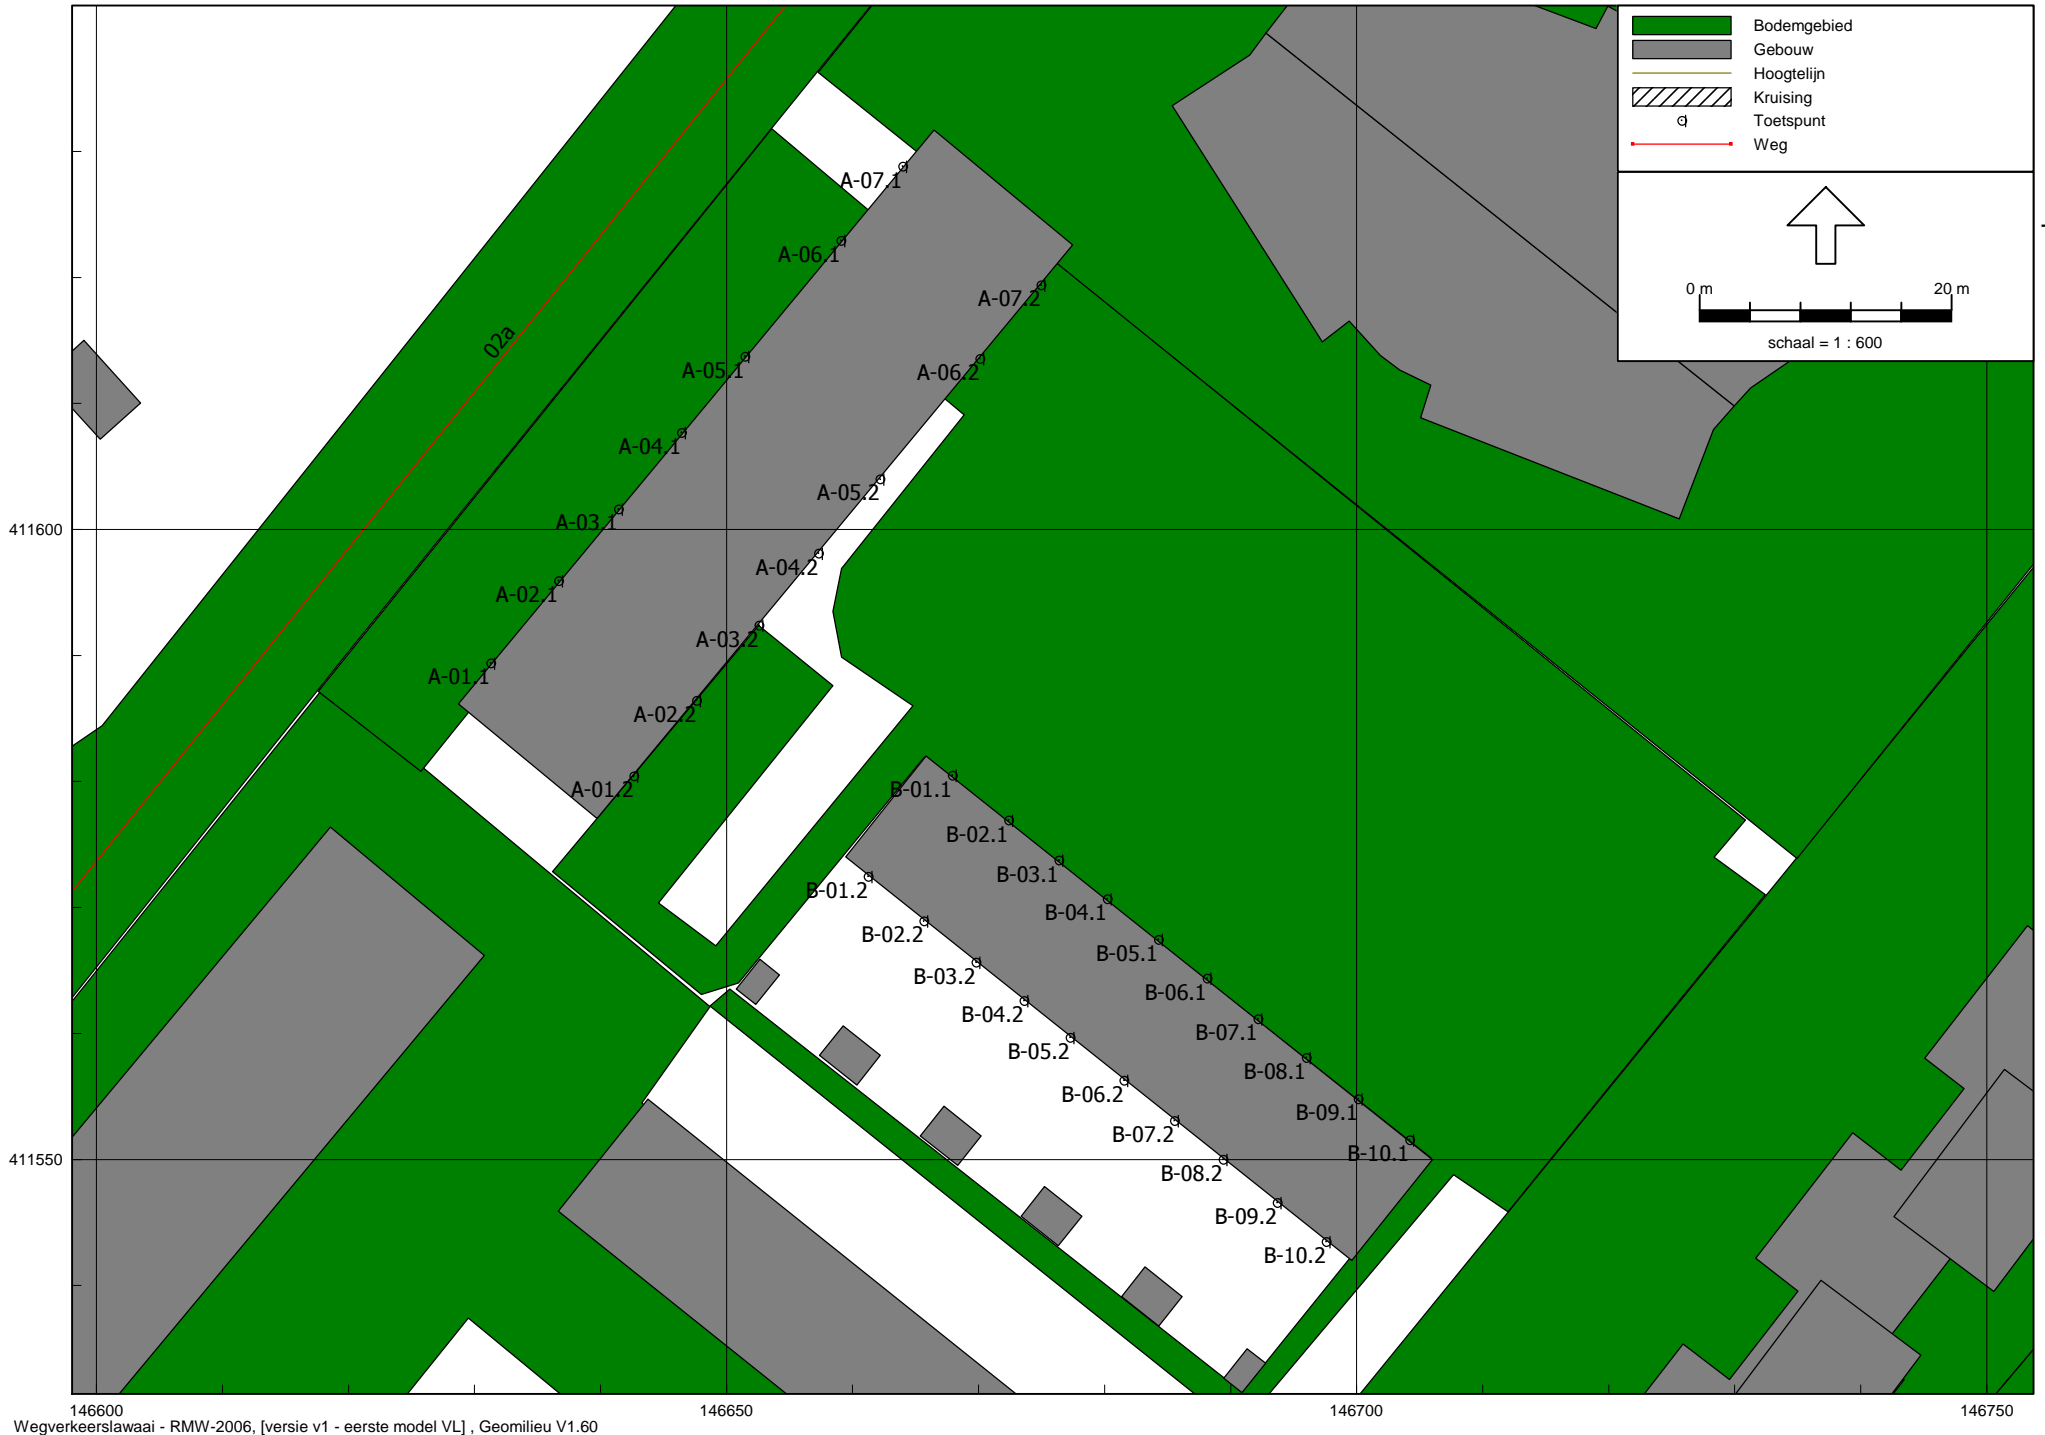 Bodemgebied
Gebouw
Hoogtelijn
Kruising
Toetspunt
Weg
0 m 20 m
schaal = 1 : 600
A-07.1
A-06.1
A-07.2
02a
A-05.1
A-06.2
A-04.1
A-05.2
A-03.1
411600
A-04.2
A-02.1
A-03.2
A-01.1
A-02.2
A-01.2
B-01.1
B-02.1
B-03.1
B-01.2
B-04.1
B-02.2
B-05.1
B-03.2
B-06.1
B-04.2
B-07.1
B-05.2
B-08.1
B-06.2
B-09.1
B-07.2
B-10.1
411550
B-08.2
B-09.2
B-10.2
146600 146650 146700 146750
Wegverkeerslawaai - RMW-2006, [versie v1 - eerste model VL] , Geomilieu V1.60